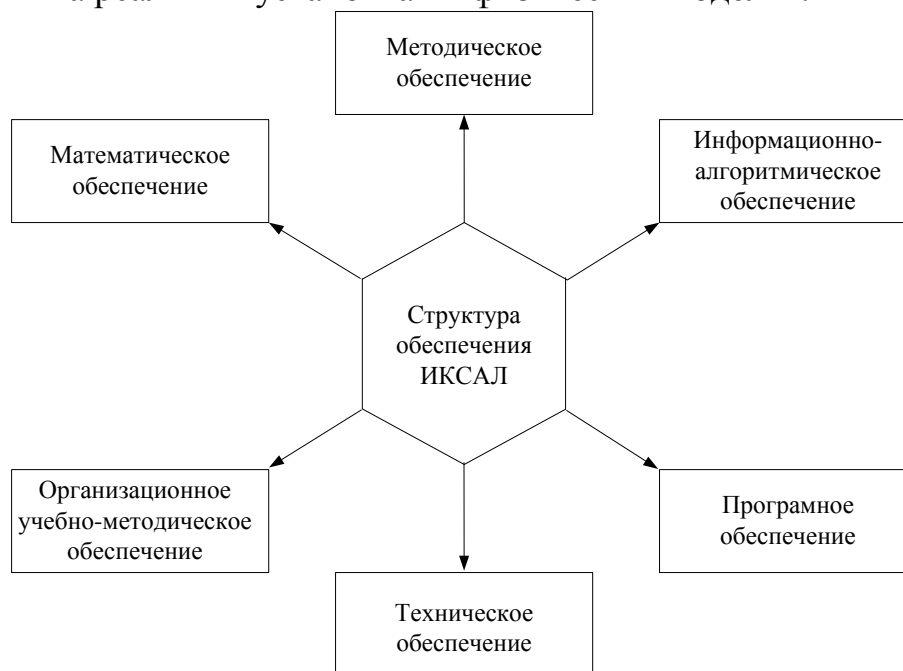 Методическое
обеспечение
Математическое
обеспечение
Информационно-
алгоритмическое
обеспечение
Структура
обеспечения
ИКСАЛ
Организационное
учебно-методическое
обеспечение
Програмное
обеспечение
Техническое
обеспечение